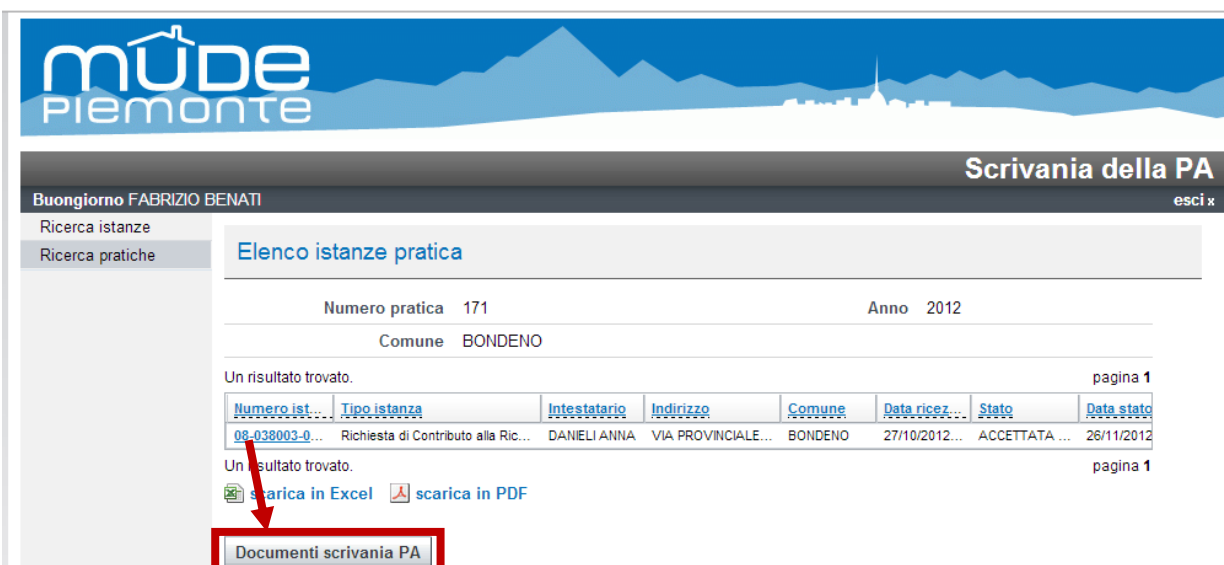 mUDe
PIEMONTE
Scrivania della PA
Buongiorno FABRIZIO BENATI esci x
Ricerca istanze
Ricerca pratiche
Elenco istanze pratica
Numero pratica 171 Anno 2012
Comune BONDENO
Un risultato trovato. pagina 1
Numero ist... Tipo istanza Intestatario Indirizzo Comune Data ricez... Stato Data stato
08-038003-0... Richiesta di Contributo alla Ric... DANIELI ANNA VIA PROVINCIALE... BONDENO 27/10/2012... ACCETTATA ... 26/11/2012
Un risultato trovato. pagina 1
scarica in Excel scarica in PDF
Documenti scrivania PA